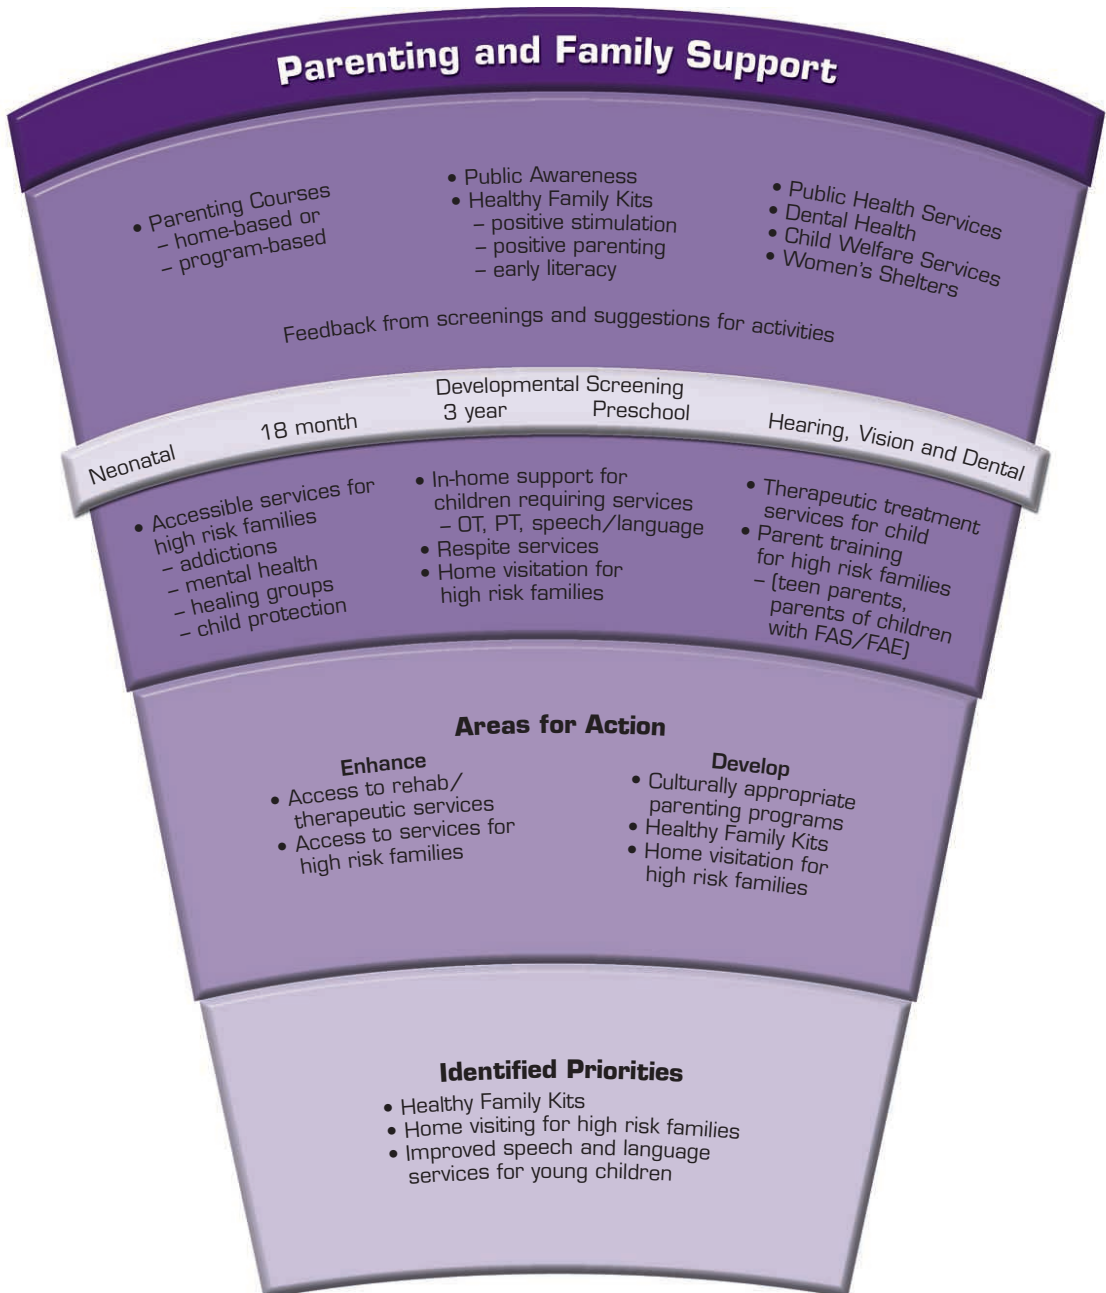 Parenting and Family Support
• Parenting Courses
– home-based or
– program-based
• Public Awareness
• Healthy Family Kits
– positive stimulation
– positive parenting
– early literacy
• Public Health Services
• Dental Health
• Child Welfare Services
• Women's Shelters
Feedback from screenings and suggestions for activities
Developmental Screening
Neonatal 18 month 3 year Preschool Hearing, Vision and Dental
• Accessible services for
high risk families
– addictions
– mental health
– healing groups
– child protection
• In-home support for
children requiring services
– OT, PT, speech/language
• Respite services
• Home visitation for
high risk families
• Therapeutic treatment
services for child
• Parent training
for high risk families
– (teen parents,
parents of children
with FAS/FAE)
Areas for Action
Enhance
• Access to rehab/
therapeutic services
• Access to services for
high risk families
Develop
• Culturally appropriate
parenting programs
• Healthy Family Kits
• Home visitation for
high risk families
Identified Priorities
• Healthy Family Kits
• Home visiting for high risk families
• Improved speech and language
services for young children